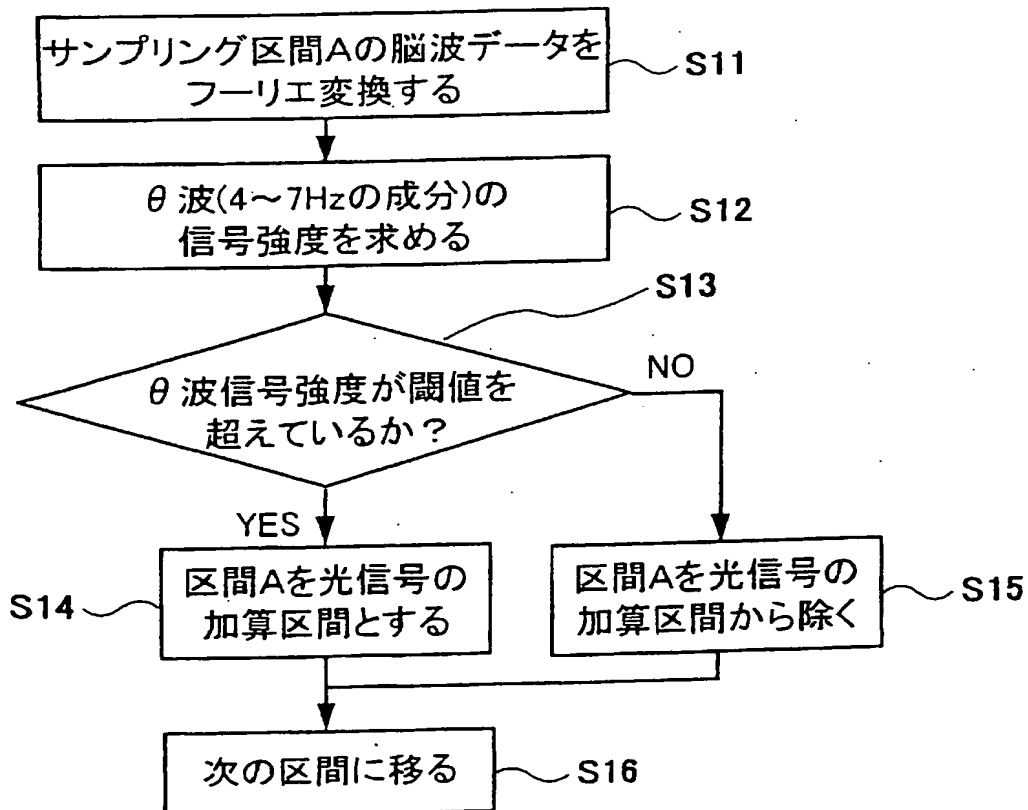 サンプリング区間Aの脳波データを
フーリエ変換する
S11
θ波(4～7Hzの成分)の
信号強度を求める
S12
S13
θ波信号強度が閾値を
超えているか？
NO
YES
区間Aを光信号の
加算区間とする
S14
区間Aを光信号の
加算区間から除く
S15
次の区間に移る
S16